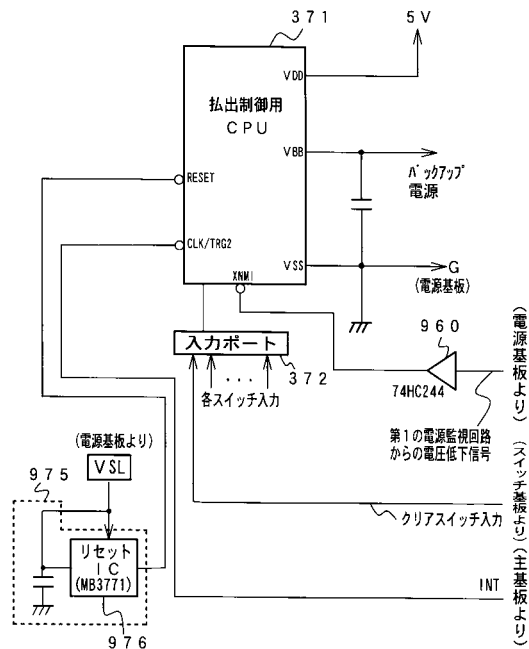 371
5V
VDD
払出制御用
CPU
VBB
バックアップ
電源
RESET
CLK/TRG2
VSS
G
(電源基板)
XNMI
入力ポート
372
960
74HC244
各スイッチ入力
第1の電源監視回路
からの電圧低下信号
(電源基板より)
クリアスイッチ入力
(スイッチ基板より)
INT
(主基板より)
(電源基板より)
975
VSL
リセット
IC
(MB3771)
976